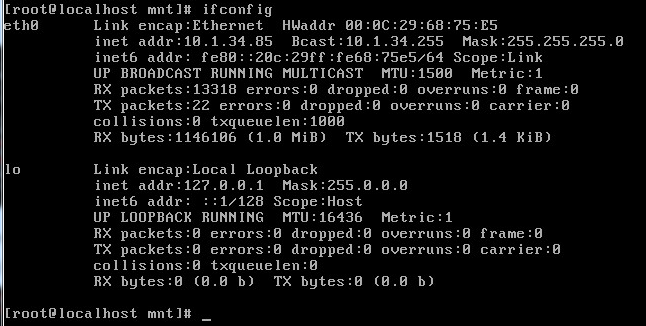 [root@localhost mnt]# ifconfig
eth0      Link encap:Ethernet  HWaddr 00:0C:29:68:75:E5
          inet addr:10.1.34.85  Bcast:10.1.34.255  Mask:255.255.255.0
          inet6 addr: fe80::20c:29ff:fe68:75e5/64 Scope:Link
          UP BROADCAST RUNNING MULTICAST  MTU:1500  Metric:1
          RX packets:13318 errors:0 dropped:0 overruns:0 frame:0
          TX packets:22 errors:0 dropped:0 overruns:0 carrier:0
          collisions:0 txqueuelen:1000
          RX bytes:1146106 (1.0 MiB)  TX bytes:1518 (1.4 KiB)
lo        Link encap:Local Loopback
          inet addr:127.0.0.1  Mask:255.0.0.0
          inet6 addr: ::1/128 Scope:Host
          UP LOOPBACK RUNNING  MTU:16436  Metric:1
          RX packets:0 errors:0 dropped:0 overruns:0 frame:0
          TX packets:0 errors:0 dropped:0 overruns:0 carrier:0
          collisions:0 txqueuelen:0
          RX bytes:0 (0.0 b)  TX bytes:0 (0.0 b)
[root@localhost mnt]# _